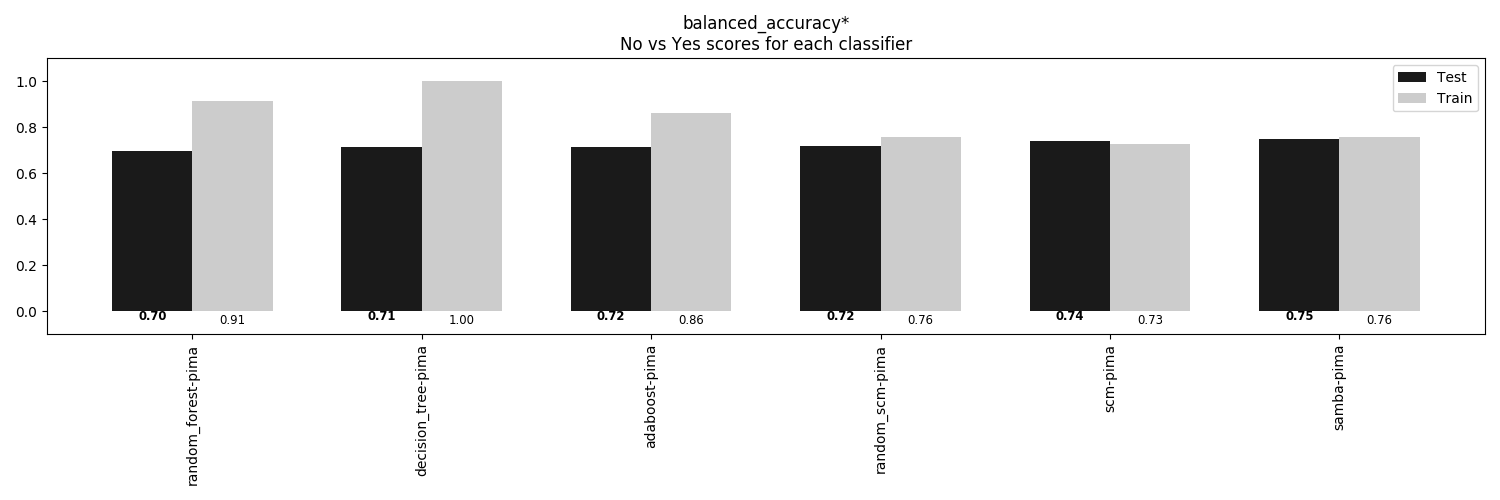 balanced_accuracy*
No vs Yes scores for each classifier
Test
Train
1.0
0.8
0.6
0.4
0.2
0.0
0.70
0.91
0.71
1.00
0.72
0.86
0.72
0.76
0.74
0.73
0.75
0.76
random_forest-pima
decision_tree-pima
adaboost-pima
random_scm-pima
scm-pima
samba-pima